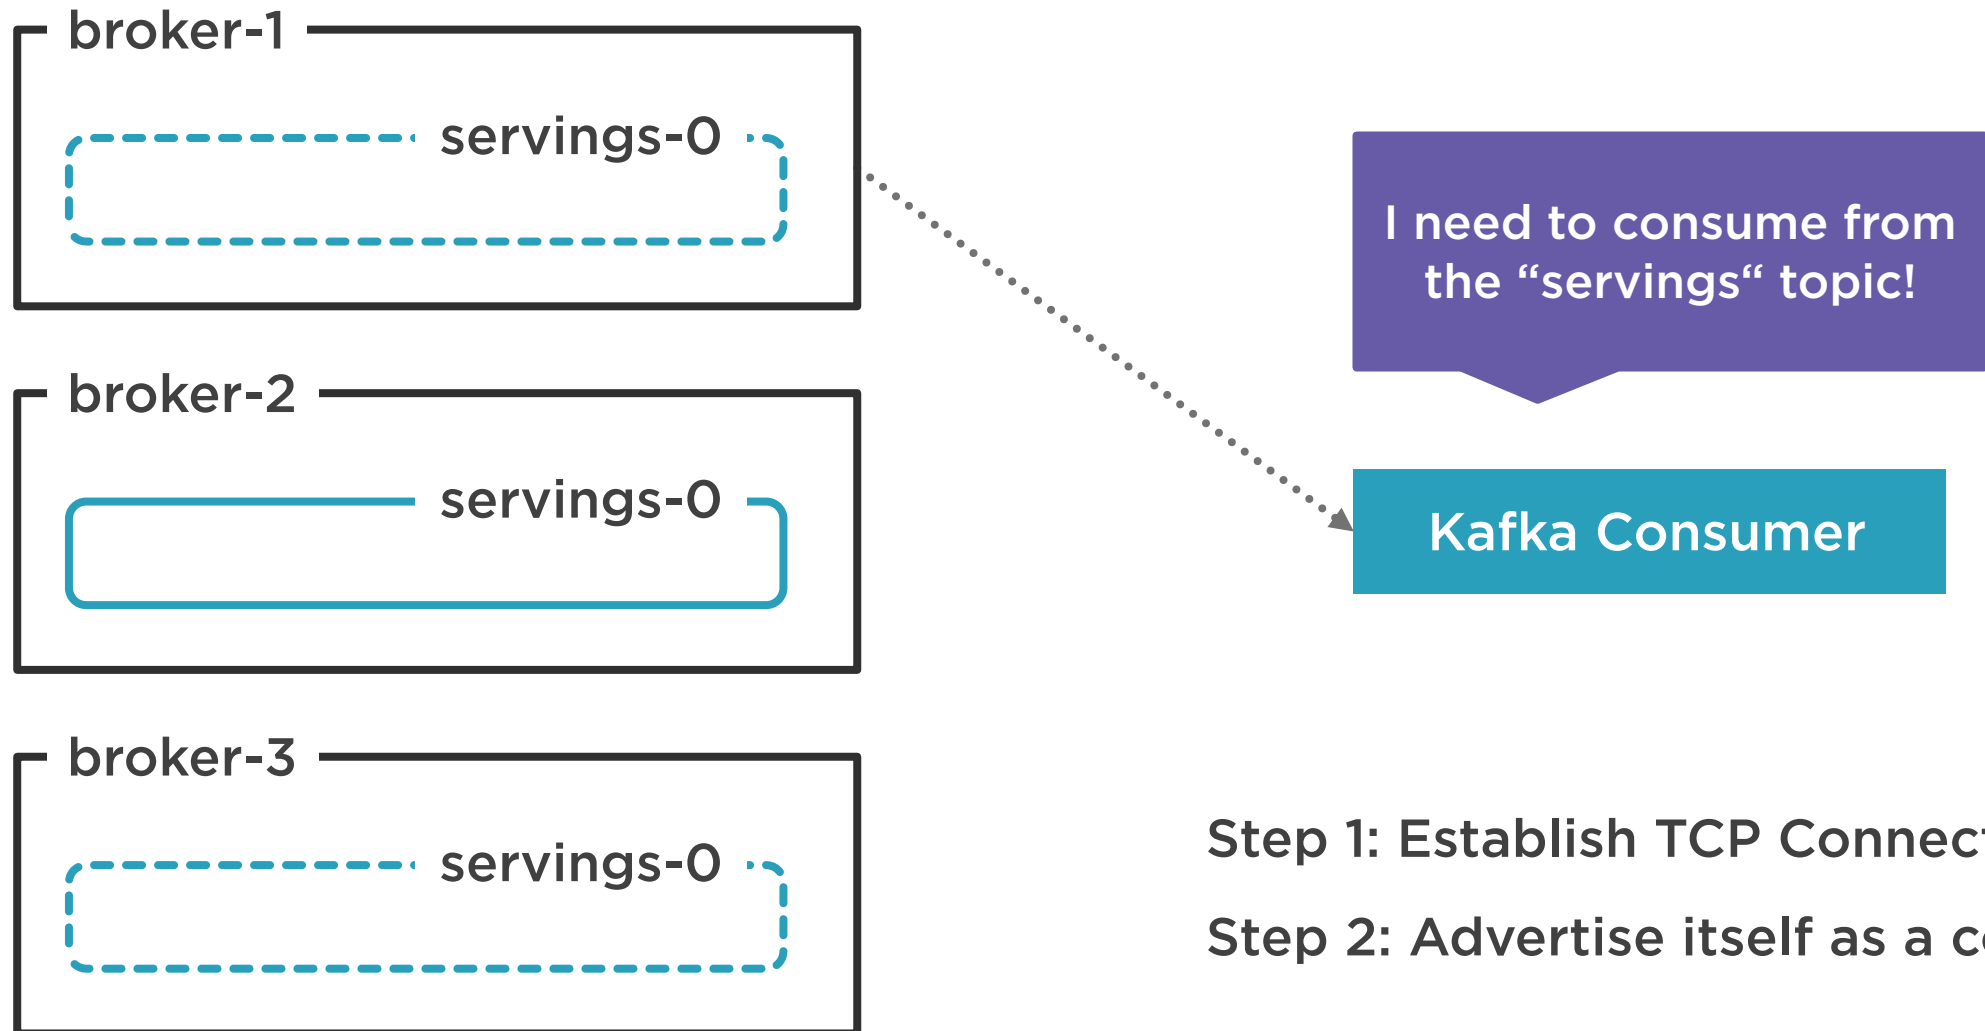 broker-1
servings-0
I need to consume from
the “servings“ topic!
broker-2
servings-0
Kafka Consumer
broker-3
servings-0
Step 1: Establish TCP
Step 2: Advertise itself as a